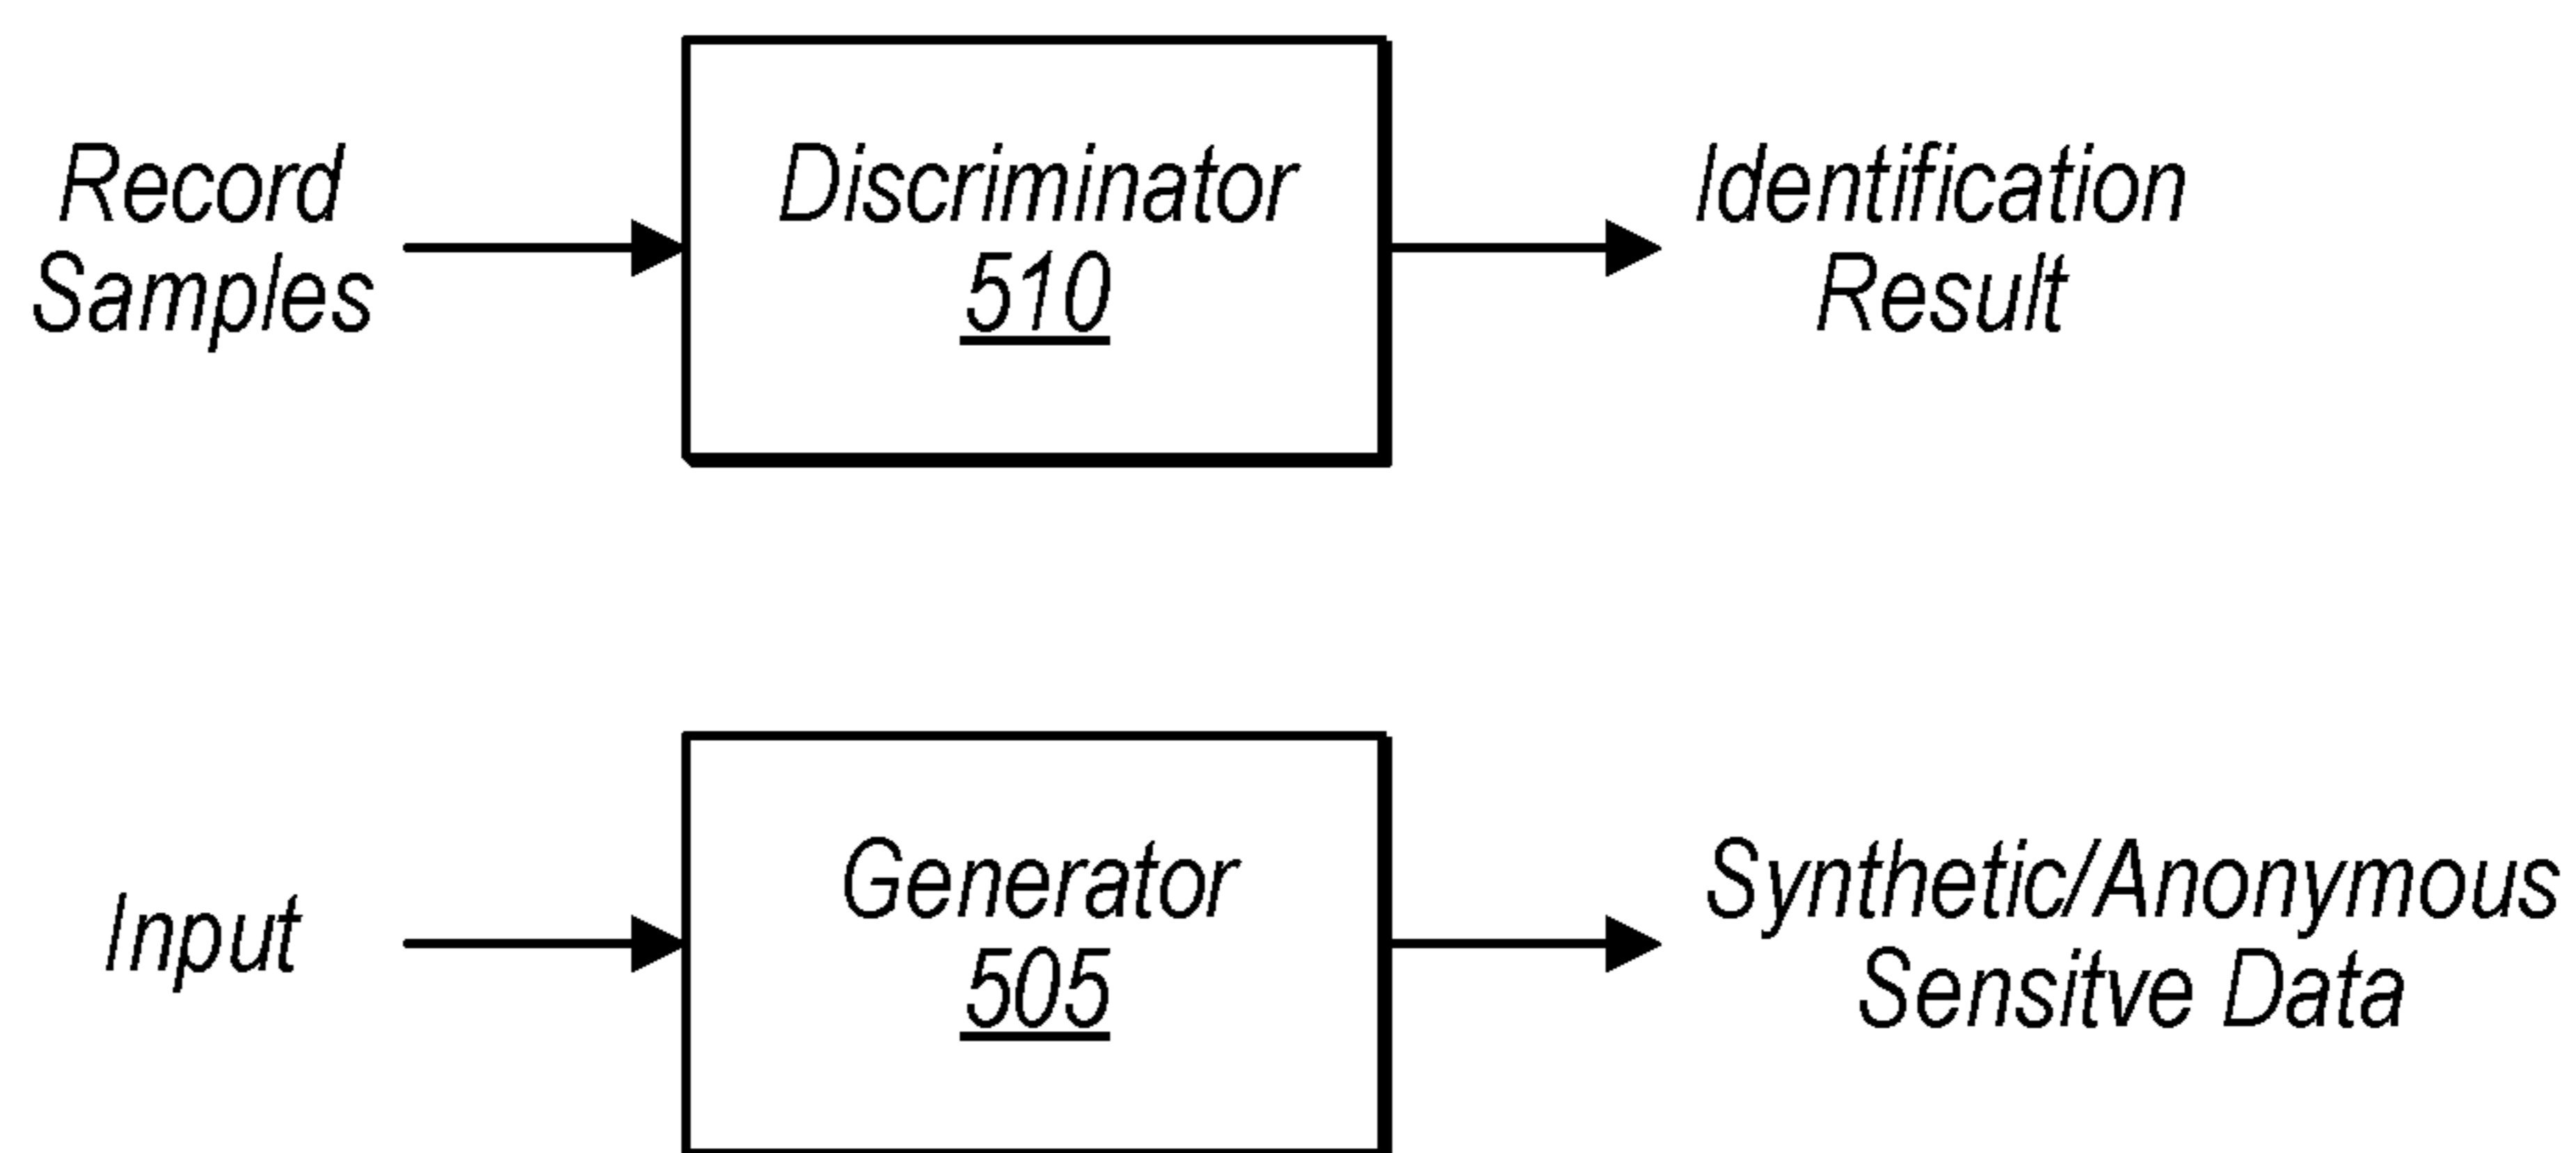 Record
Samples
Discriminator
510
Identification
Result
Input
Generator
505
Synthetic/Anonymous
Sensitve Data